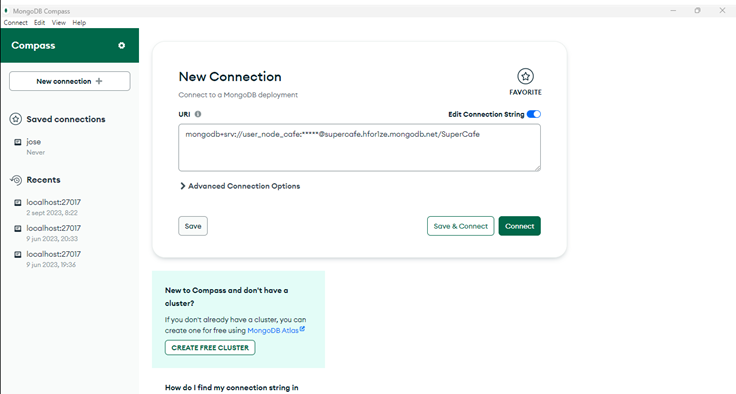 MongoDB Compass
Connect Edit View Help
Compass
New connection +
Saved connections
jose
Never
Recents
localhost:27017
2 sept 2023, 8:22
localhost:27017
9 jun 2023, 20:33
localhost:27017
9 jun 2023, 19:36
New Connection
Connect to a MongoDB deployment
FAVORITE
URI
Edit Connection String
mongodb+srv://user_node_cafe:*****@supercafe.hfor1ze.mongodb.net/SuperCafe
Advanced Connection Options
Save
Save & Connect
Connect
New to Compass and don't have a
cluster?
If you don't already have a cluster, you can
create one for free using MongoDB Atlas
CREATE FREE CLUSTER
How do I find my connection string in